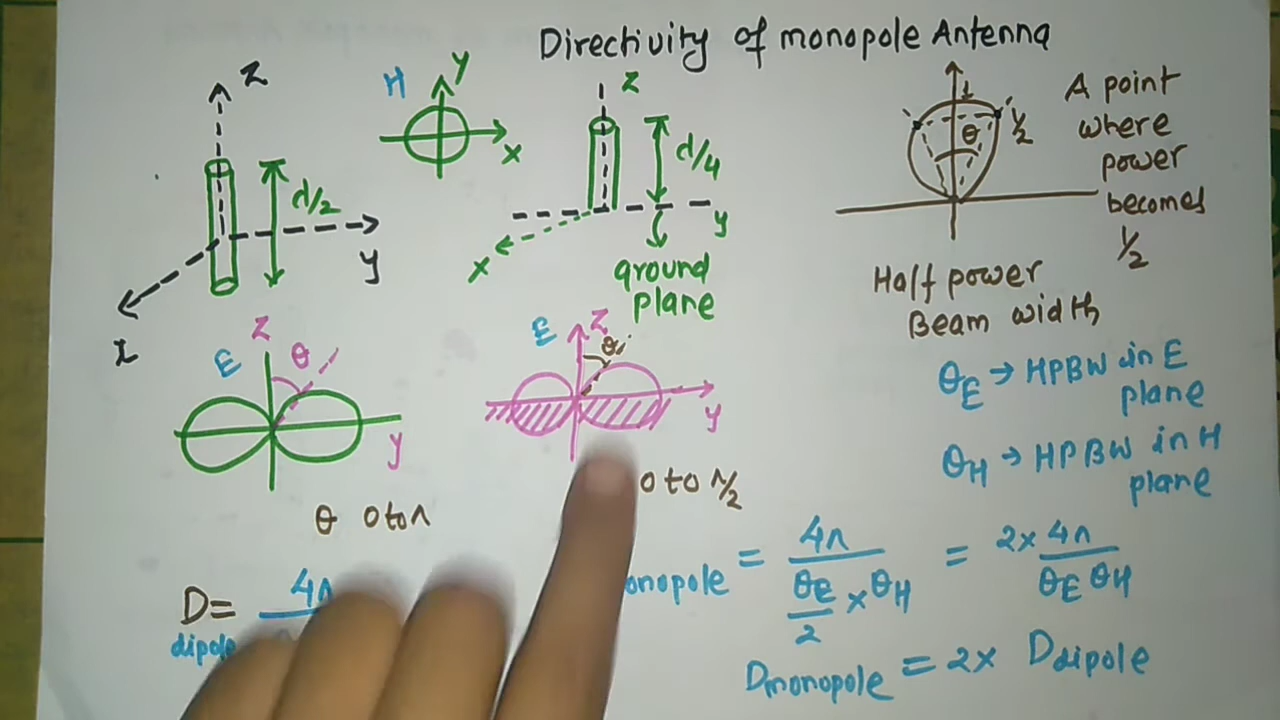 Directivity of monopole Antenna
Z
d/2
y
x
H
y
x
Z
d/4
y
x
ground
plane
1
θ
1/2
A point
where
power
becomes
1/2
Half power
Beam width
E
Z
θ
y
θ 0 to π
E
Z
θ
y
0 to π/2
θE → HPBW in E
plane
θH → HPBW in H
plane
D = 4π
dipole
onopole = 4π / (θE/2 × θH) = 2 × 4π / θE θH
Dmonopole = 2 × Ddipole